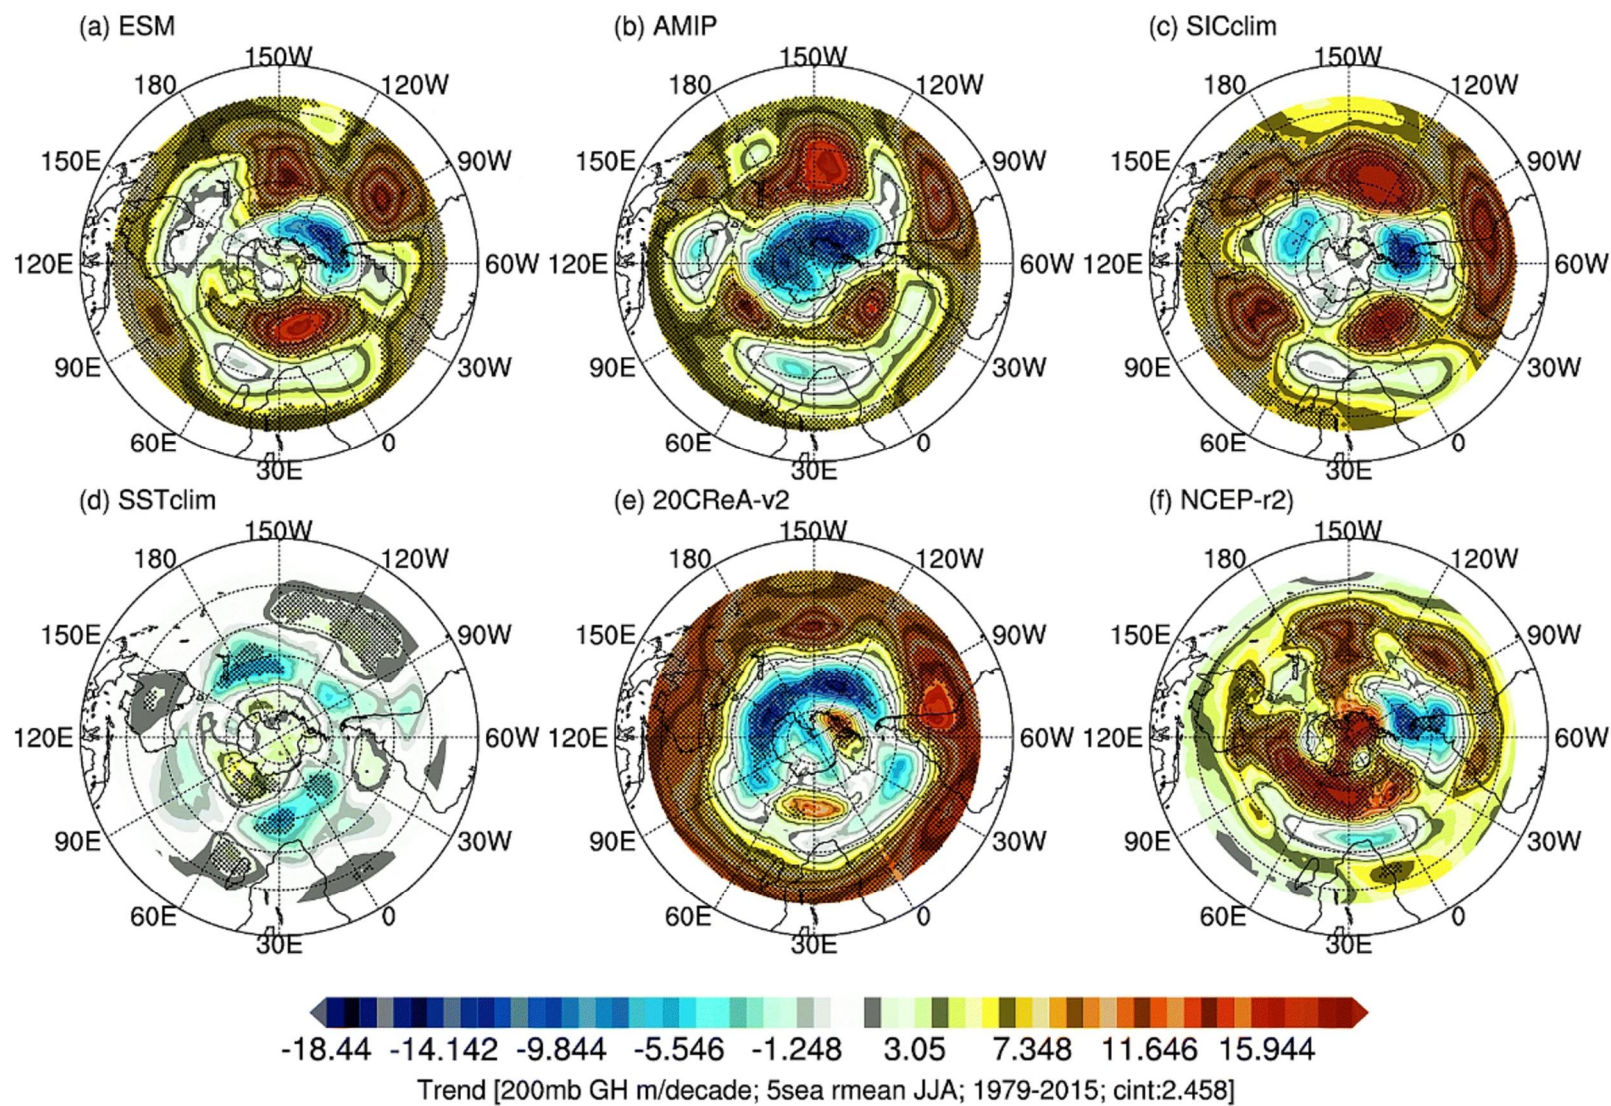 (a) ESM
(b) AMIP
(c) SICclim
150W
150W
150W
180
120W
180
120W
180
120W
150E
90W
150E
90W
150E
90W
120E
60W
120E
60W
120E
60W
90E
30W
90E
30W
90E
30W
60E
0
60E
0
60E
0
30E
30E
30E
(d) SSTclim
(e) 20CReA-v2
(f) NCEP-r2)
150W
150W
150W
180
120W
180
120W
180
120W
150E
90W
150E
90W
150E
90W
120E
60W
120E
60W
120E
60W
90E
30W
90E
30W
90E
30W
60E
0
60E
0
60E
0
30E
30E
30E
-18.44 -14.142 -9.844 -5.546 -1.248 3.05 7.348 11.646 15.944
Trend [200mb GH m/decade; 5sea rmean JJA; 1979-2015; cint:2.458]